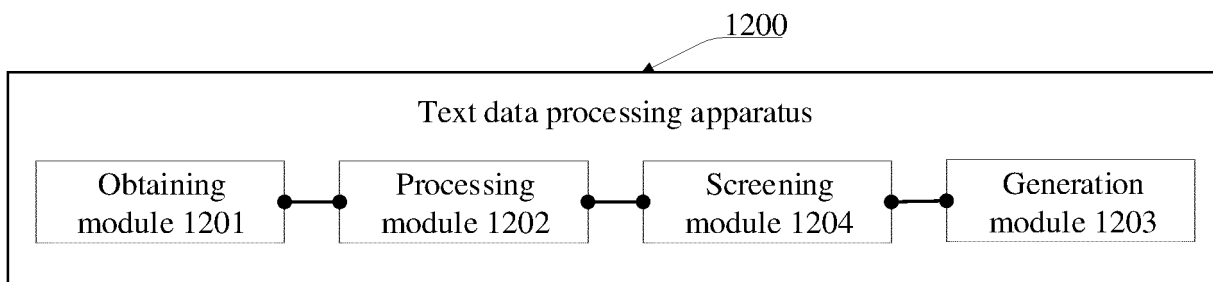 1200
Text data processing apparatus
Obtaining
module 1201
Processing
module 1202
Screening
module 1204
Generation
module 1203